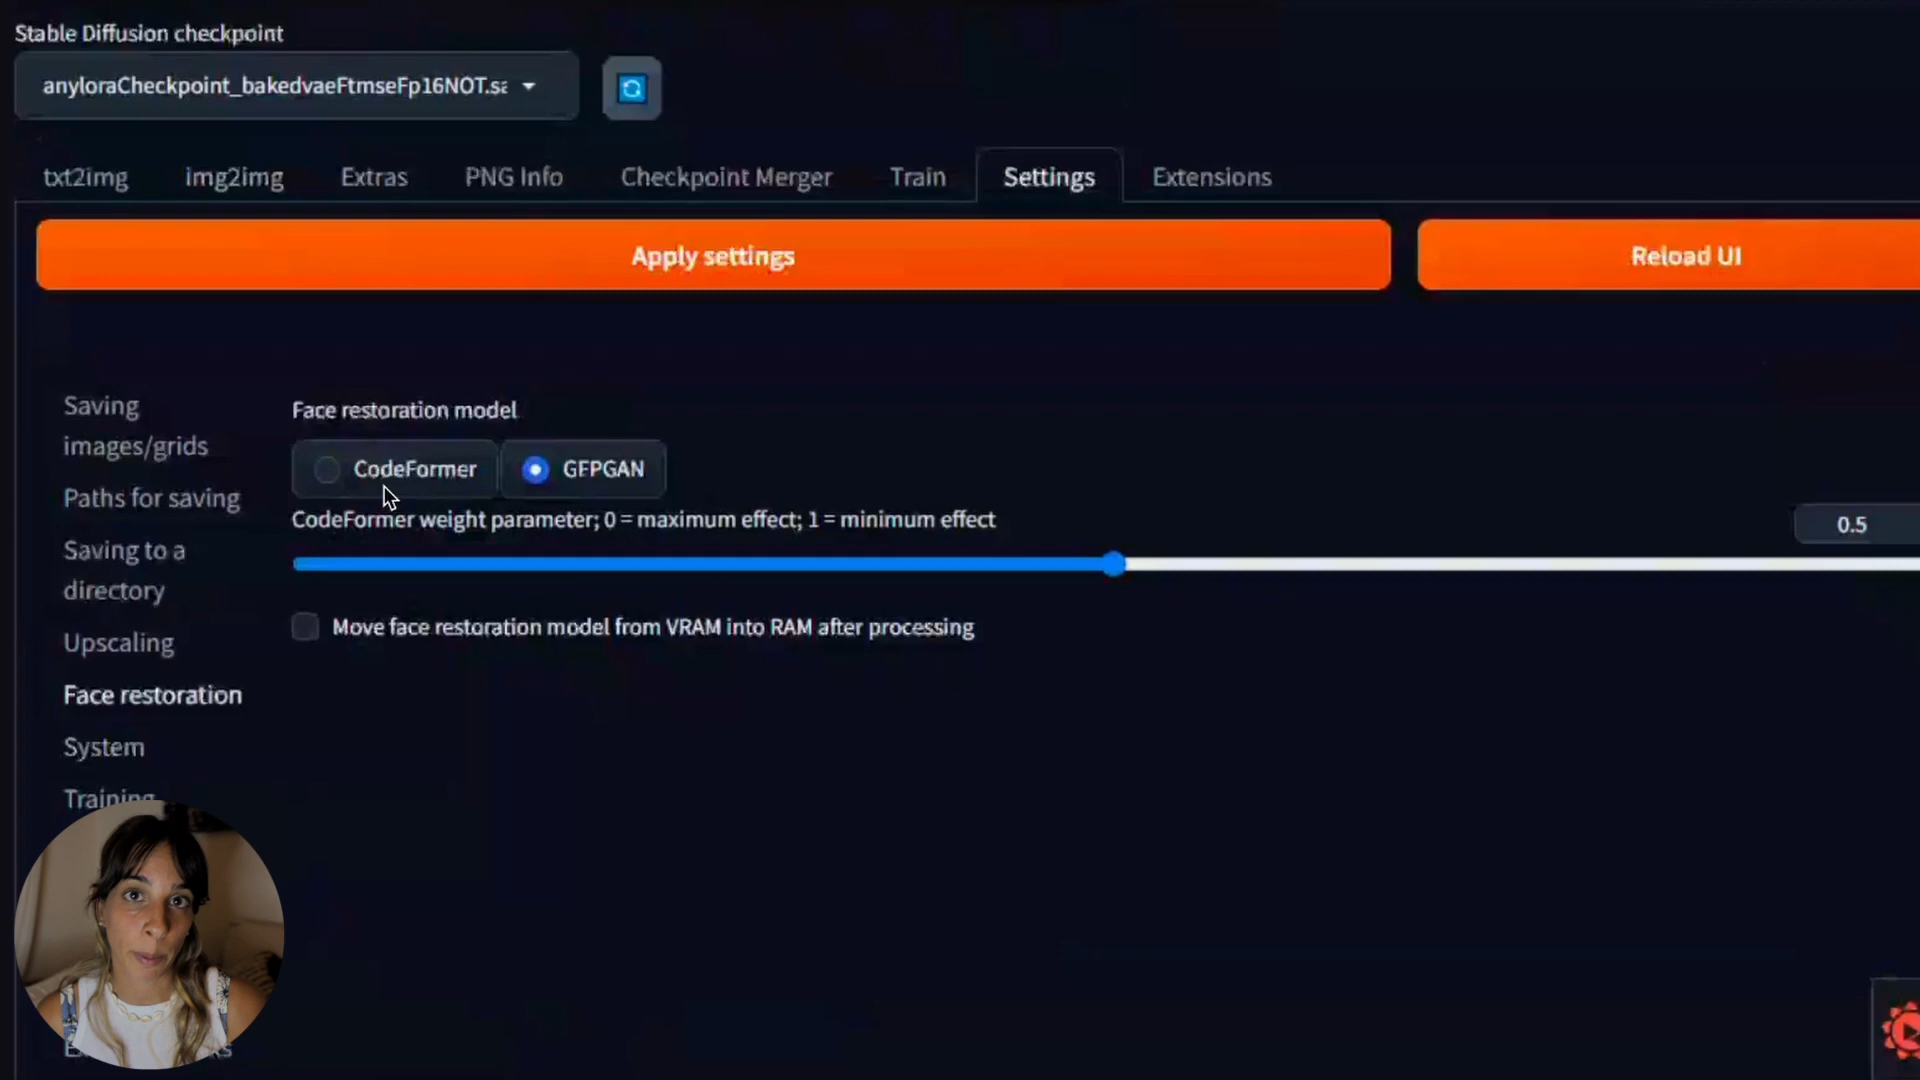 Stable Diffusion checkpoint
anyloraCheckpoint_bakedvaeFtmseFp16NOT.sa
txt2img img2img Extras PNG Info Checkpoint Merger Train Settings Extensions
Apply settings Reload UI
Saving
images/grids
Paths for saving
Saving to a
directory
Upscaling
Face restoration
System
Training
Face restoration model
CodeFormer GFPGAN
CodeFormer weight parameter; 0 = maximum effect; 1 = minimum effect
0.5
Move face restoration model from VRAM into RAM after processing